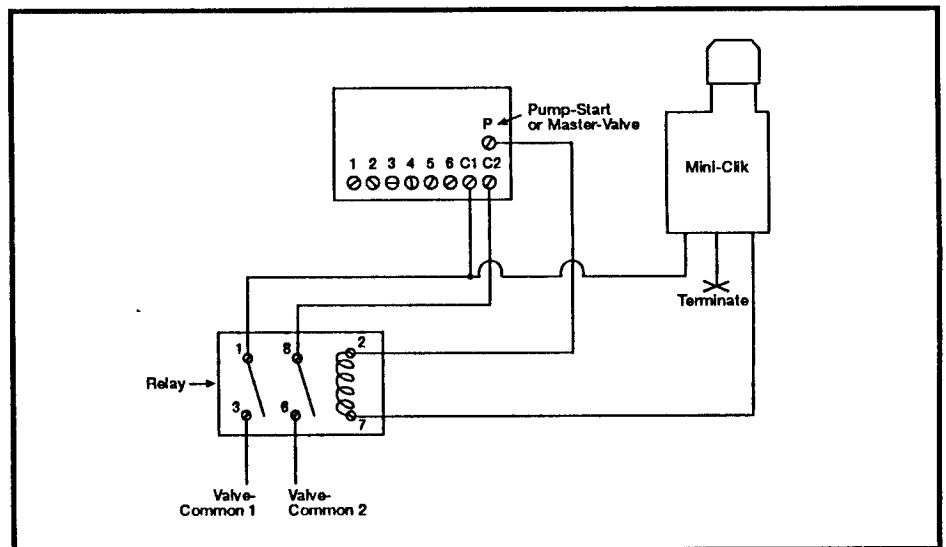 Pump-Start
or Master-Valve
P
1 2 3 4 5 6 C1 C2
Mini-Clik
Terminate
Relay
1 8 2
3 6 7
Valve-
Common 1
Valve-
Common 2